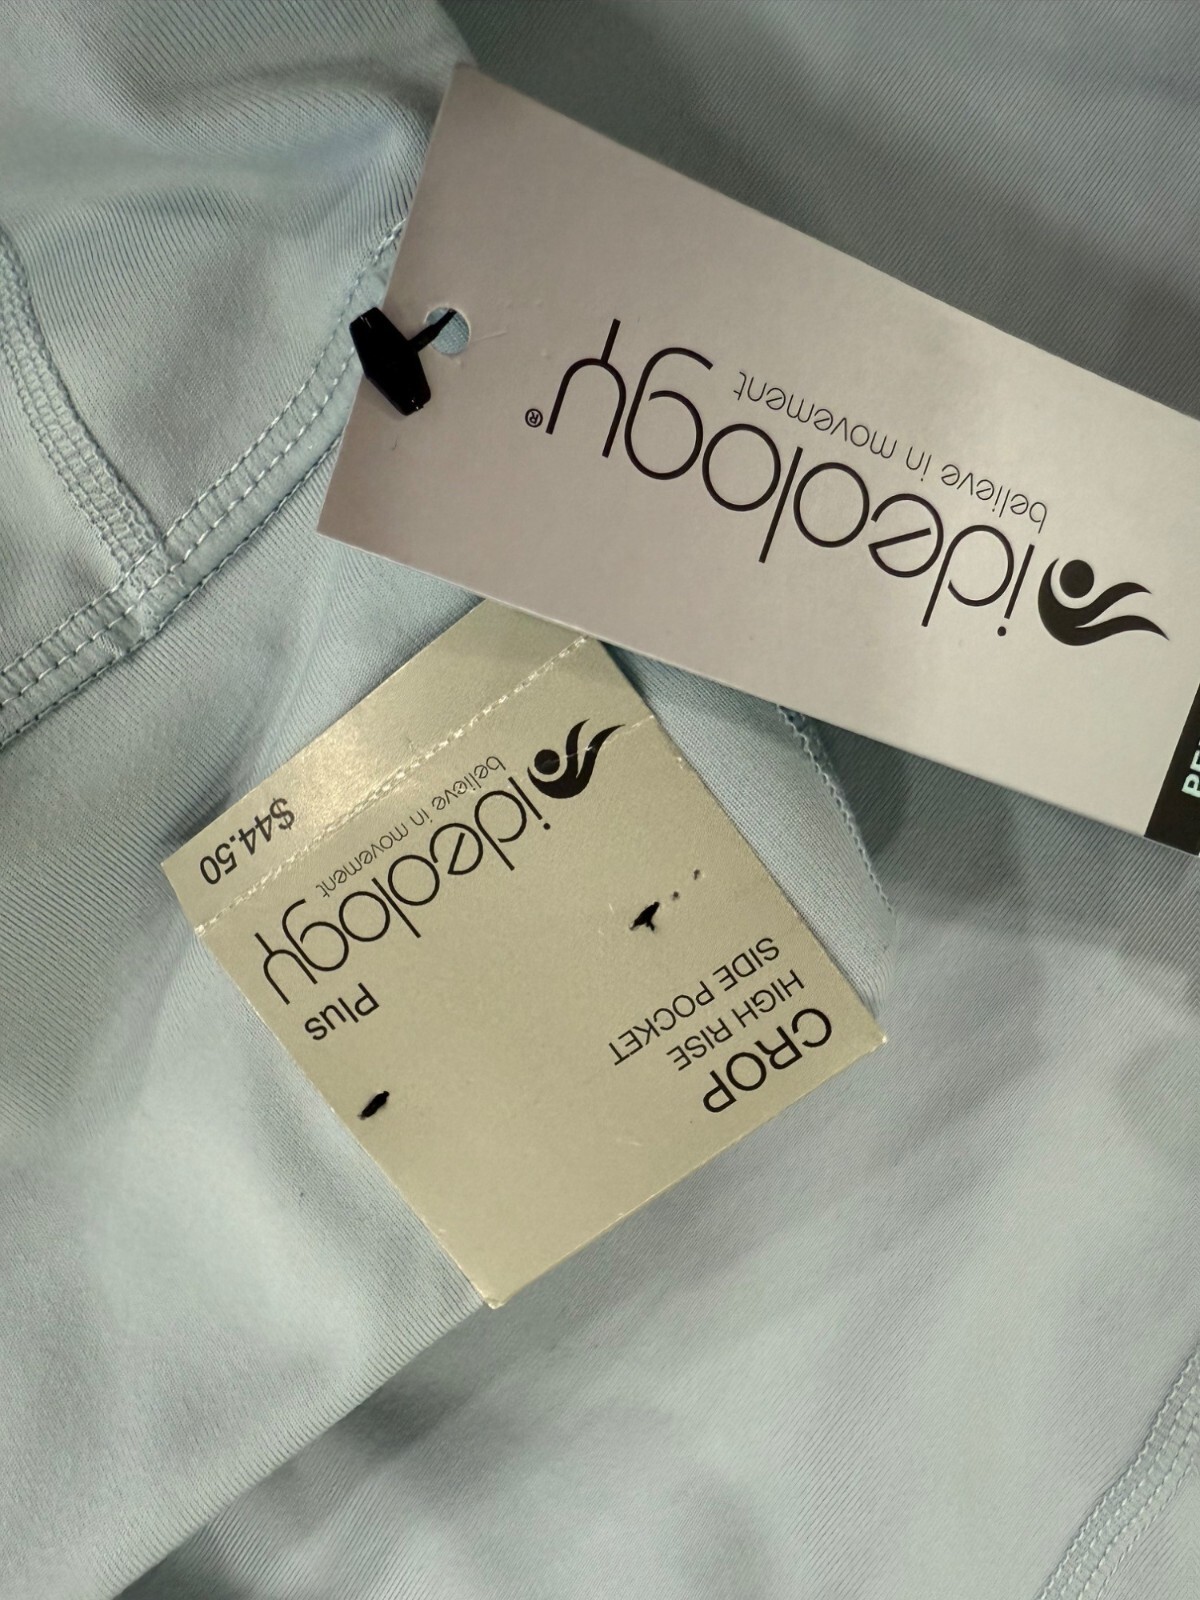 ideology®
believe in movement
CROP
HIGH RISE
SIDE POCKET
Plus
ideology
believe in movement
$44.50